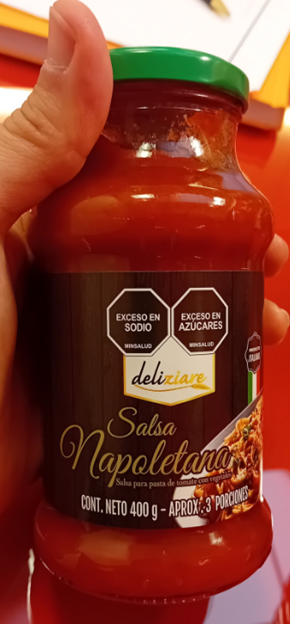 EXCESO EN
SODIO
MINSALUD
EXCESO EN
AZÚCARES
MINSALUD
deliziare
Salsa
Napoletana
Salsa para pasta de tomate con vegetales
CONT. NETO 400 g - APROX. 3 PORCIONES